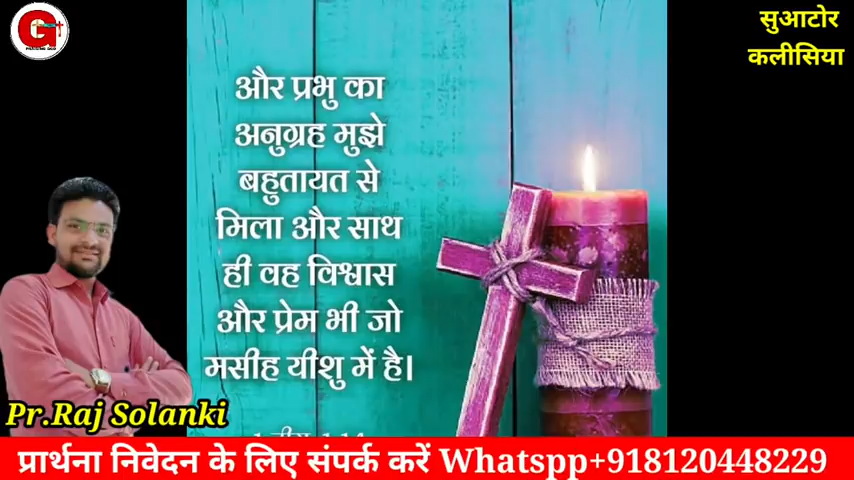 G
सुआटोर
कलीसिया
और प्रभु का
अनुग्रह मुझे
बहुतायत से
मिला और साथ
ही वह विश्वास
और प्रेम भी जो
मसीह यीशु में है।
Pr.Raj Solanki
प्रार्थना निवेदन के लिए संपर्क करें Whatspp+918120448229